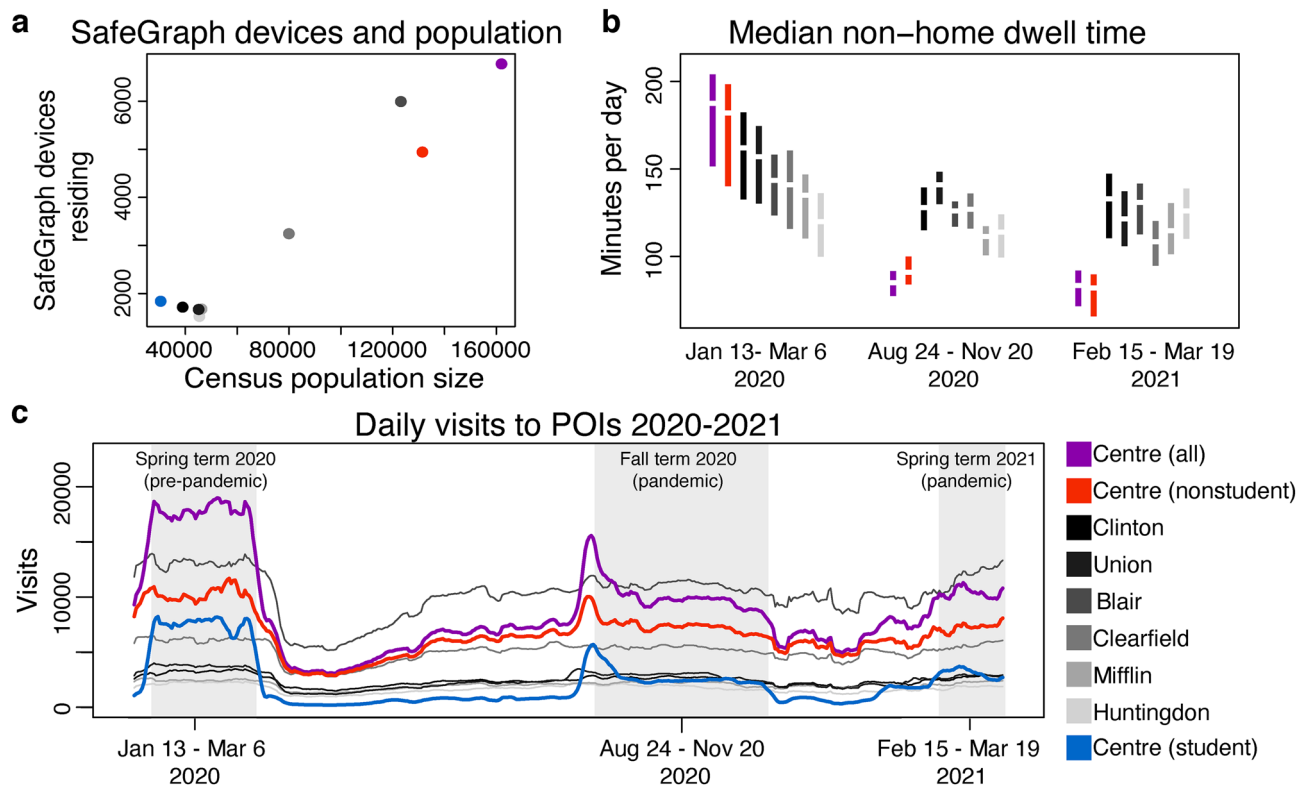 a
SafeGraph devices and population
SafeGraph devices
residing
2000
4000
6000
40000
80000
120000
160000
Census population size
b
Median non−home dwell time
Minutes per day
100
150
200
Jan 13- Mar 6
2020
Aug 24 - Nov 20
2020
Feb 15 - Mar 19
2021
c
Daily visits to POIs 2020-2021
Visits
0
10000
20000
Spring term 2020
(pre-pandemic)
Fall term 2020
(pandemic)
Spring term 2021
(pandemic)
Jan 13 - Mar 6
2020
Aug 24 - Nov 20
2020
Feb 15 - Mar 19
2021
Centre (all)
Centre (nonstudent)
Clinton
Union
Blair
Clearfield
Mifflin
Huntingdon
Centre (student)